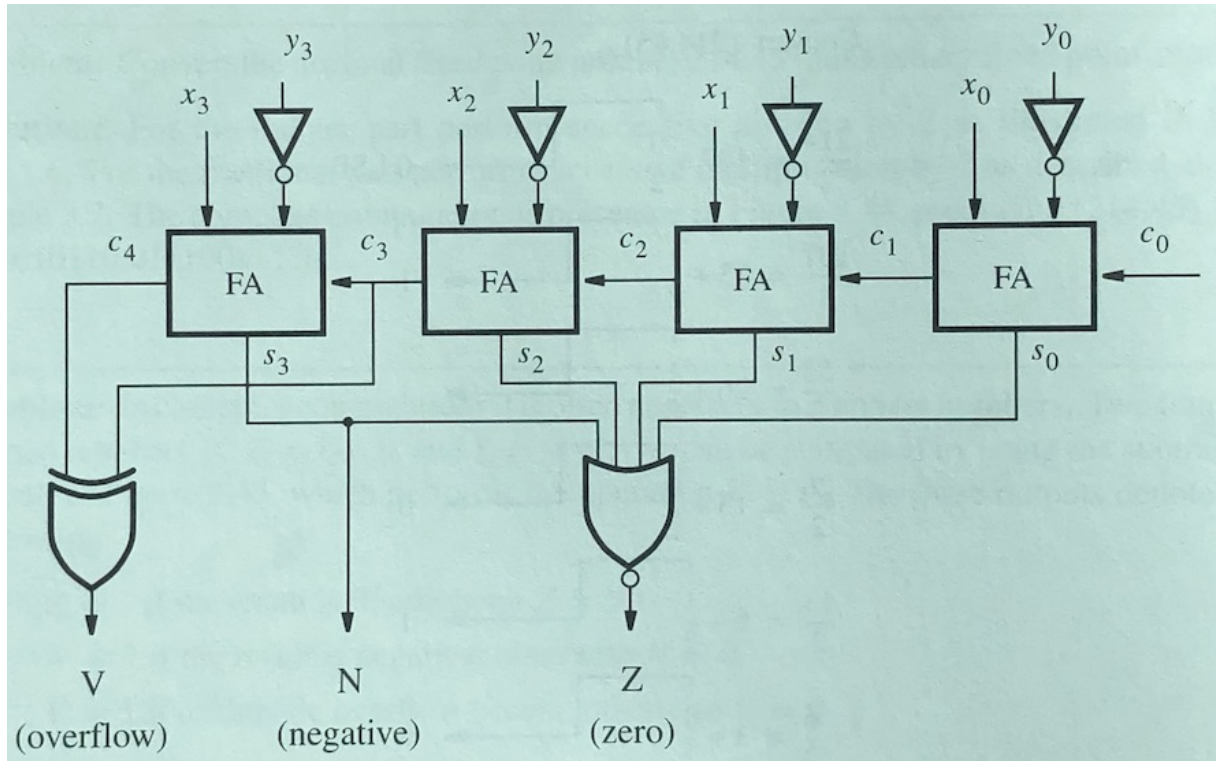 y3 y2 y1 y0
x3 x2 x1 x0
c4 c3 c2 c1 c0
FA FA FA FA
s3 s2 s1 s0
V N Z
(overflow) (negative) (zero)